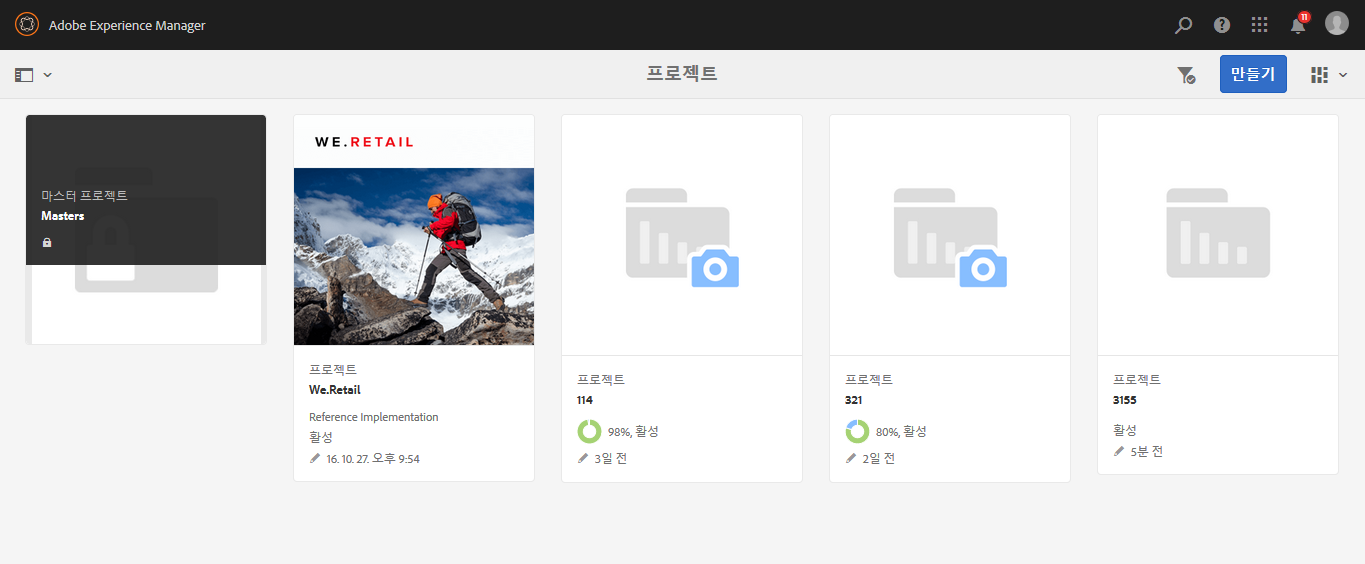 Adobe Experience Manager
11
프로젝트
만들기
마스터 프로젝트
Masters
WE.RETAIL
프로젝트
We.Retail
Reference Implementation
활성
16. 10. 27. 오후 9:54
프로젝트
114
98%, 활성
3일 전
프로젝트
321
80%, 활성
2일 전
프로젝트
3155
활성
5분 전